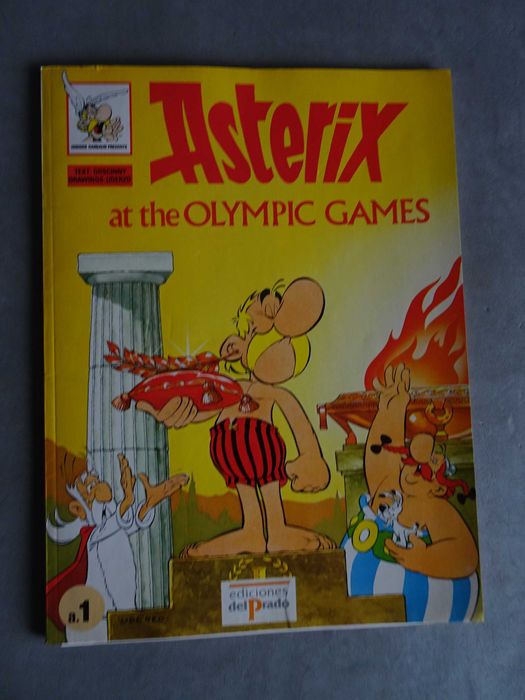 Asterix
at the OLYMPIC GAMES
TEXT GOSCINNY
DRAWINGS UDERZO
ediciones
del Prado
a.1